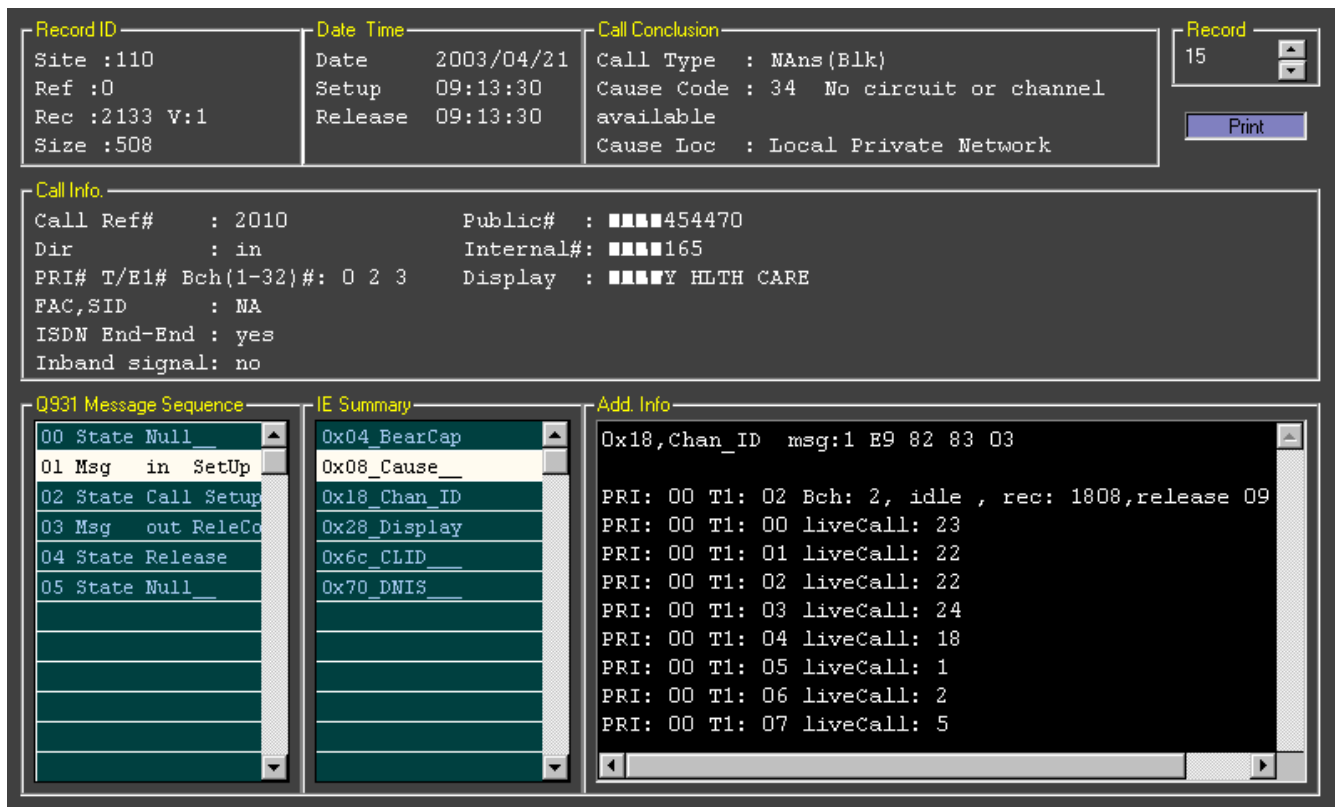 Record ID
Site :110
Ref :0
Rec :2133 V:1
Size :508
Date Time
Date 2003/04/21
Setup 09:13:30
Release 09:13:30
Call Conclusion
Call Type : NAns(Blk)
Cause Code : 34 No circuit or channel
available
Cause Loc : Local Private Network
Record
15
Print
Call Info.
Call Ref# : 2010
Dir : in
PRI# T/E1# Bch(1-32)#: 0 2 3
FAC,SID : NA
ISDN End-End : yes
Inband signal: no
Public# : 454470
Internal#: 165
Display : Y HLTH CARE
Q931 Message Sequence
00 State Null__
01 Msg in SetUp
02 State Call Setup
03 Msg out ReleCo
04 State Release
05 State Null__
IE Summary
0x04_BearCap
0x08_Cause__
0x18_Chan_ID
0x28_Display
0x6c_CLID___
0x70_DNIS___
Add. Info
0x18,Chan_ID msg:1 E9 82 83 03
PRI: 00 T1: 02 Bch: 2, idle , rec: 1808,release 09
PRI: 00 T1: 00 liveCall: 23
PRI: 00 T1: 01 liveCall: 22
PRI: 00 T1: 02 liveCall: 22
PRI: 00 T1: 03 liveCall: 24
PRI: 00 T1: 04 liveCall: 18
PRI: 00 T1: 05 liveCall: 1
PRI: 00 T1: 06 liveCall: 2
PRI: 00 T1: 07 liveCall: 5